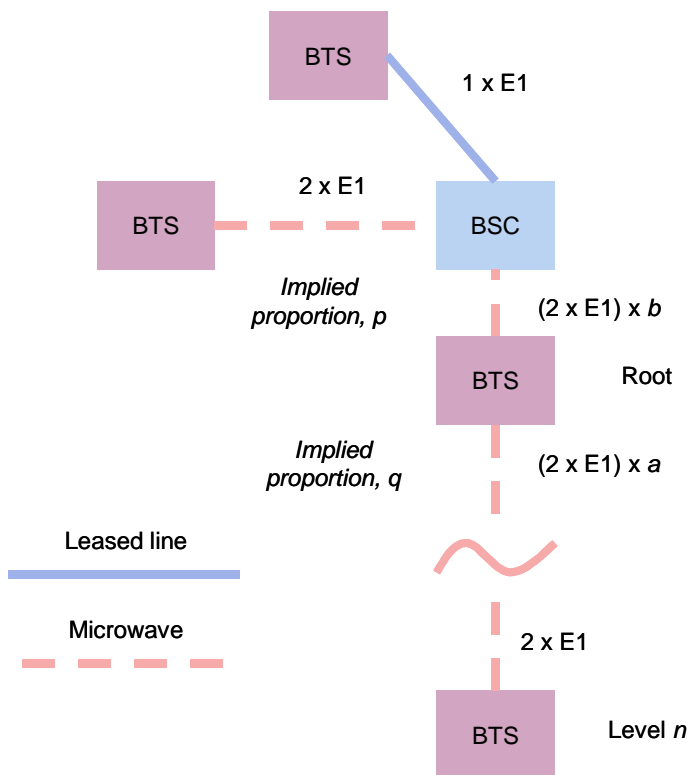 BTS
1 x E1
2 x E1
BTS
BSC
Implied
proportion, p
(2 x E1) x b
BTS
Root
Implied
proportion, q
(2 x E1) x a
Leased line
Microwave
2 x E1
BTS
Level n